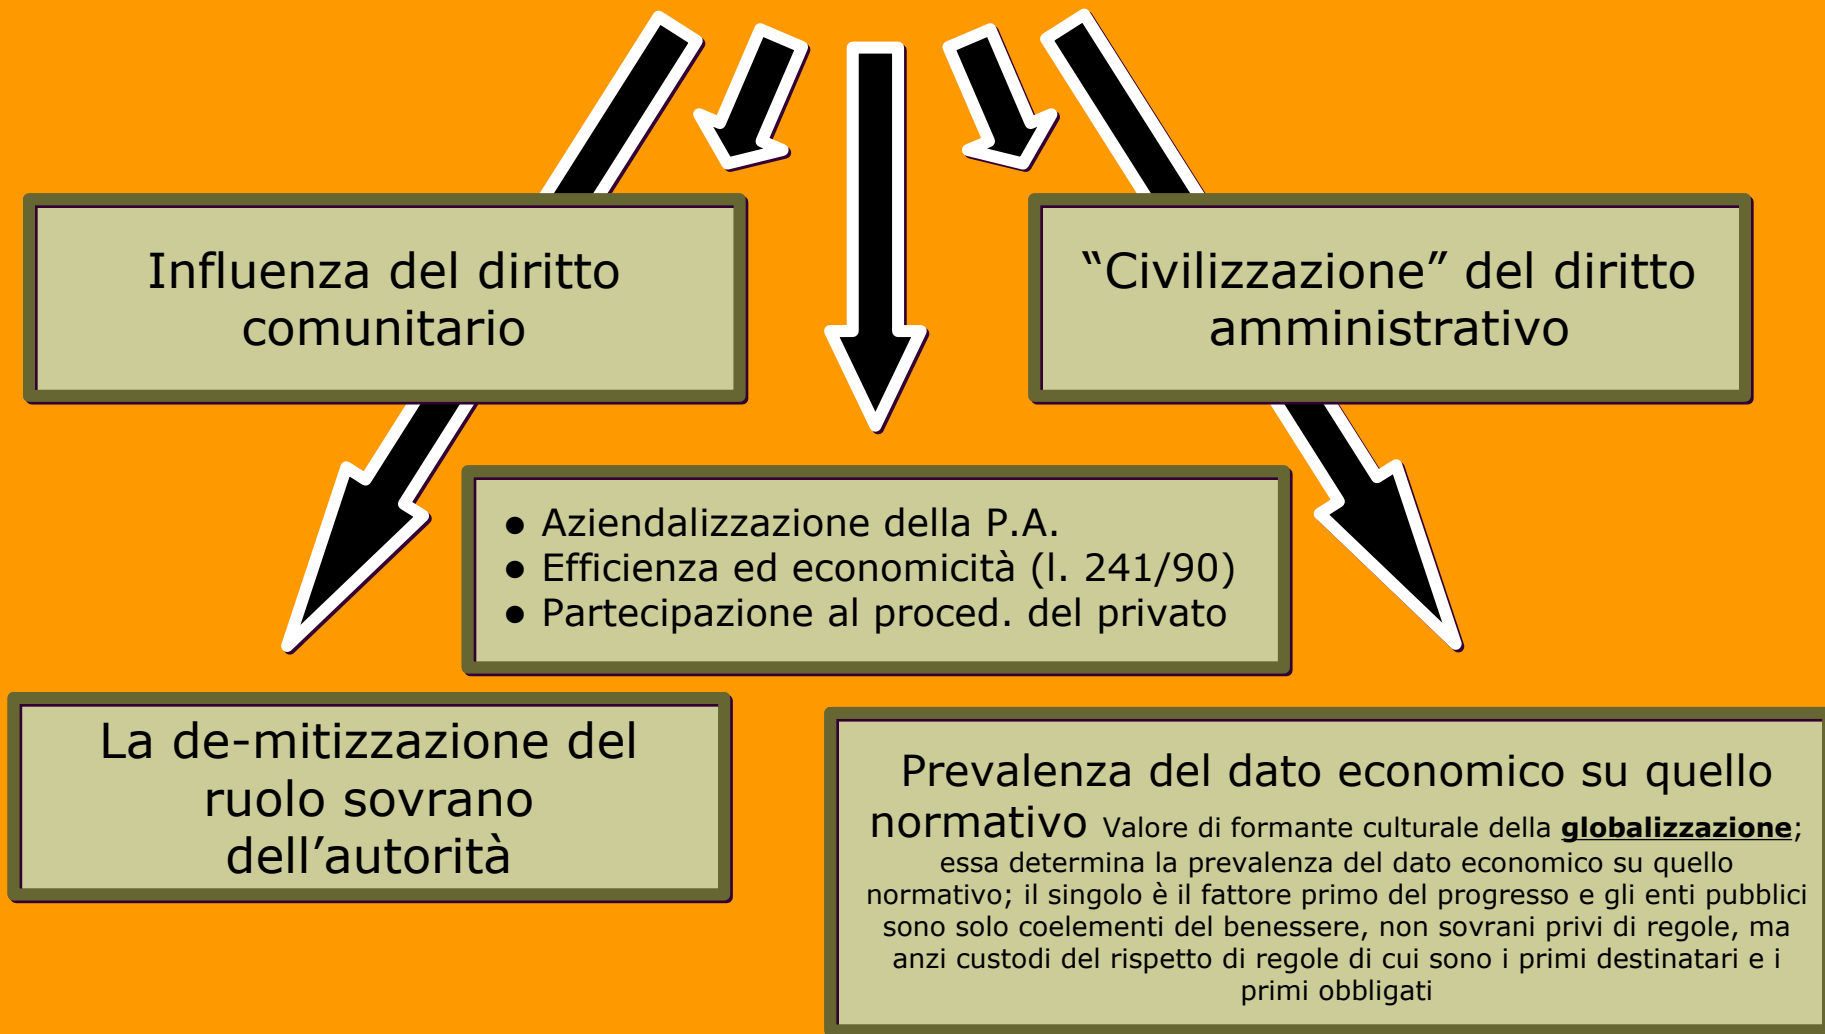 Influenza del diritto
comunitario
“Civilizzazione” del diritto
amministrativo
● Aziendalizzazione della P.A.
● Efficienza ed economicità (l. 241/90)
● Partecipazione al proced. del privato
La de-mitizzazione del
ruolo sovrano
dell’autorità
Prevalenza del dato economico su quello
normativo Valore di formante culturale della globalizzazione;
essa determina la prevalenza del dato economico su quello
normativo; il singolo è il fattore primo del progresso e gli enti pubblici
sono solo coelementi del benessere, non sovrani privi di regole, ma
anzi custodi del rispetto di regole di cui sono i primi destinatari e i
primi obbligati